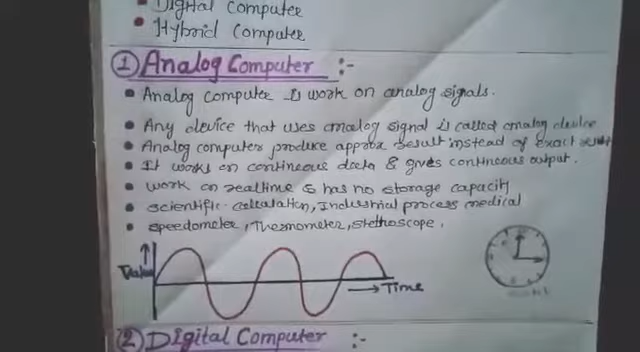 Digital Computer
Hybrid Computer
① Analog Computer :-
Analog computer is work on analog signals.
Any device that uses analog signal is called analog device
Analog computer produce approx result instead of exact result
It works on continueous data & gives continuous output.
work on realtime & has no storage capacity
Scientific calculation, Industrial process medical
speedometer, Thermometer, stethoscope,
→ Time
② Digital Computer :-